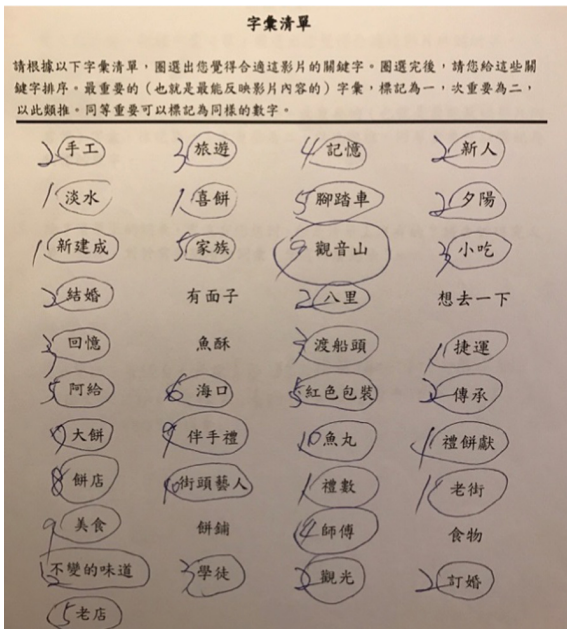 字彙清單
請根據以下字彙清單，圈選出您覺得合適這影片的關鍵字。圈選完後，請您給這些關
鍵字排序。最重要的（也就是最能反映影片內容的）字彙，標記為一，次重要為二，
以此類推。同等重要可以標記為同樣的數字。
2 手工 3 旅遊 4 記憶 2 新人
1 淡水 1 喜餅 5 腳踏車 2 夕陽
1 新建成 5 家族 9 觀音山 3 小吃
2 結婚 有面子 2 八里 想去一下
3 回憶 魚酥 3 渡船頭 1 捷運
5 阿給 6 海口 5 紅色包裝 2 傳承
7 大餅 9 伴手禮 10 魚丸 1 禮餅獻
8 餅店 10 街頭藝人 1 禮數 1 老街
9 美食 餅鋪 4 師傅 食物
不變的味道 3 學徒 2 觀光 2 訂婚
5 老店